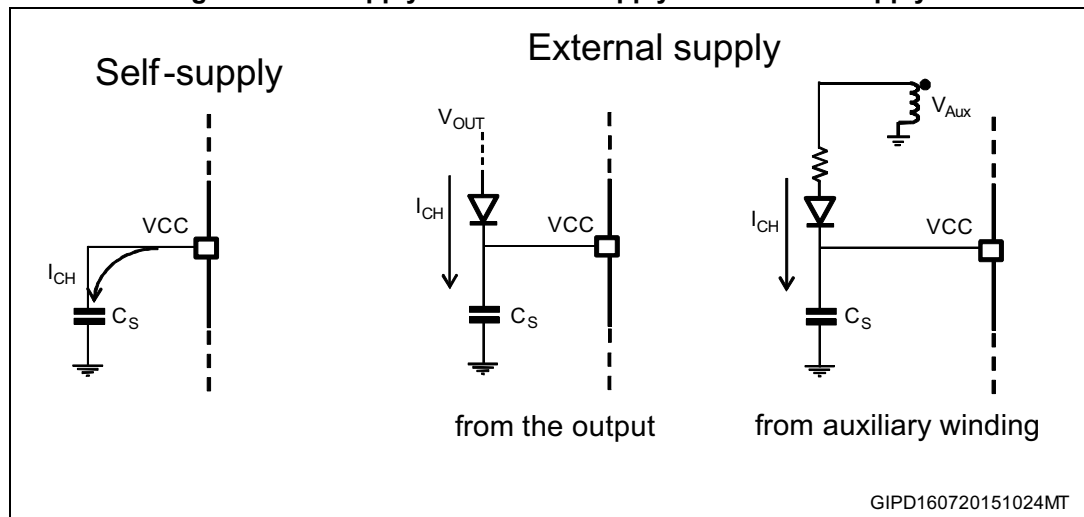 Self-supply
External supply
VCC
I_CH
C_S
V_OUT
I_CH
VCC
C_S
from the output
V_Aux
I_CH
VCC
C_S
from auxiliary winding
GIPD160720151024MT